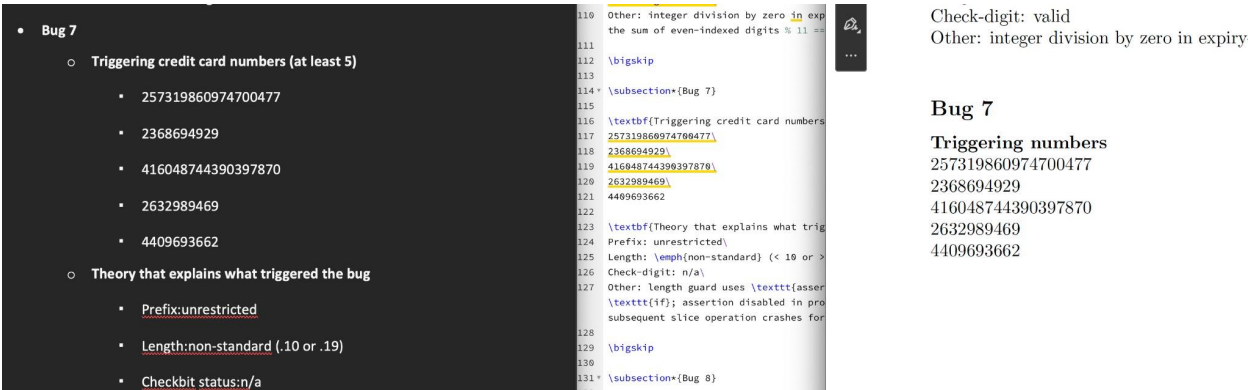 Bug 7
Triggering credit card numbers (at least 5)
257319860974700477
2368694929
416048744390397870
2632989469
4409693662
Theory that explains what triggered the bug
Prefix:unrestricted
Length:non-standard (.10 or .19)
Checkbit status:n/a
110 Other: integer division by zero in exp
the sum of even-indexed digits % 11 ==
111
112 \bigskip
113
114 \subsection*{Bug 7}
115
116 \textbf{Triggering credit card numbers
117 257319860974700477\
118 2368694929\
119 416048744390397870\
120 2632989469\
121 4409693662
122
123 \textbf{Theory that explains what trig
124 Prefix: unrestricted\
125 Length: \emph{non-standard} (< 10 or >
126 Check-digit: n/a\
127 Other: length guard uses \texttt{asser
\texttt{if}; assertion disabled in pro
subsequent slice operation crashes for
128
129 \bigskip
130
131 \subsection*{Bug 8}
Check-digit: valid
Other: integer division by zero in expiry-
Bug 7
Triggering numbers
257319860974700477
2368694929
416048744390397870
2632989469
4409693662